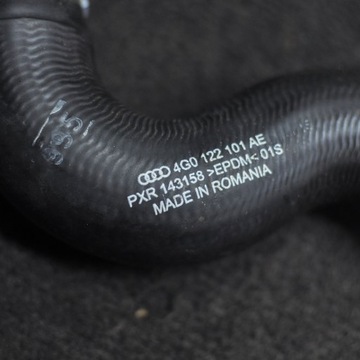 4G0 122 101 AE
PXR 143158 >EPDM< 01S
MADE IN ROMANIA